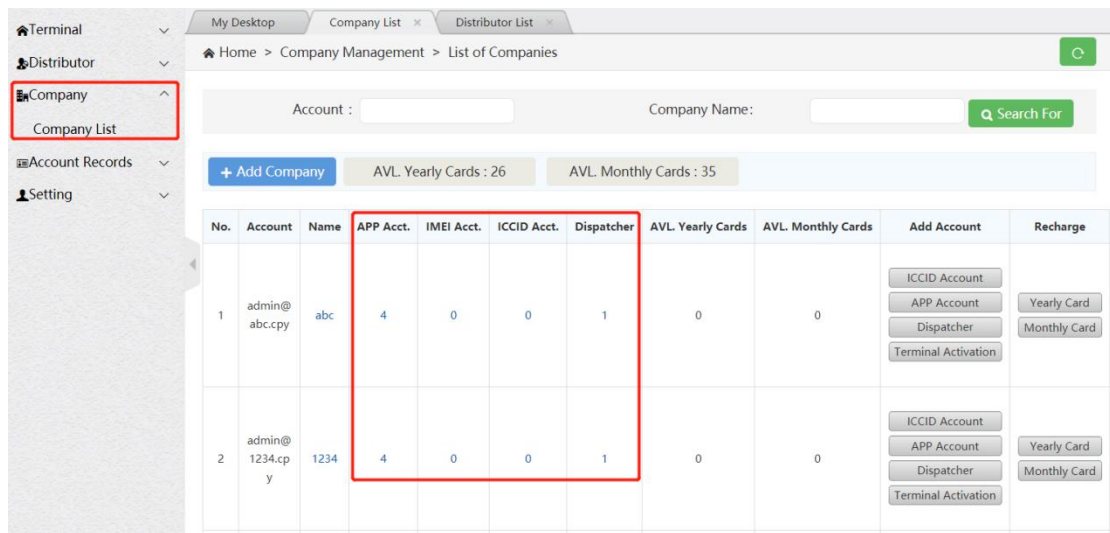 Terminal
Distributor
Company
Company List
Account Records
Setting
My Desktop Company List × Distributor List ×
Home > Company Management > List of Companies
Account : Company Name: Search For
+ Add Company AVL. Yearly Cards : 26 AVL. Monthly Cards : 35
No. Account Name APP Acct. IMEI Acct. ICCID Acct. Dispatcher AVL. Yearly Cards AVL. Monthly Cards Add Account Recharge
1 admin@ abc 4 0 0 1 0 0
abc.cpy
ICCID Account
APP Account Yearly Card
Dispatcher Monthly Card
Terminal Activation
2 admin@ 1234 4 0 0 1 0 0
1234.cp
y
ICCID Account
APP Account Yearly Card
Dispatcher Monthly Card
Terminal Activation